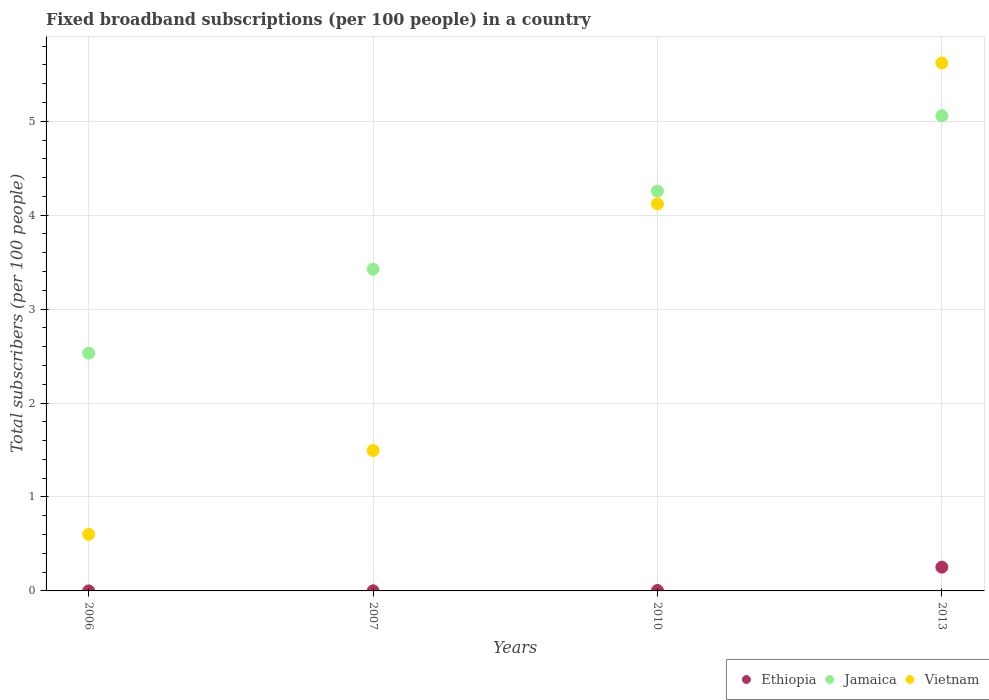 Fixed broadband subscriptions (per 100 people) in a country
Total subscribers (per 100 people)
5
4
3
2
1
0
2006
2007
2010
2013
Years
Ethiopia
Jamaica
Vietnam